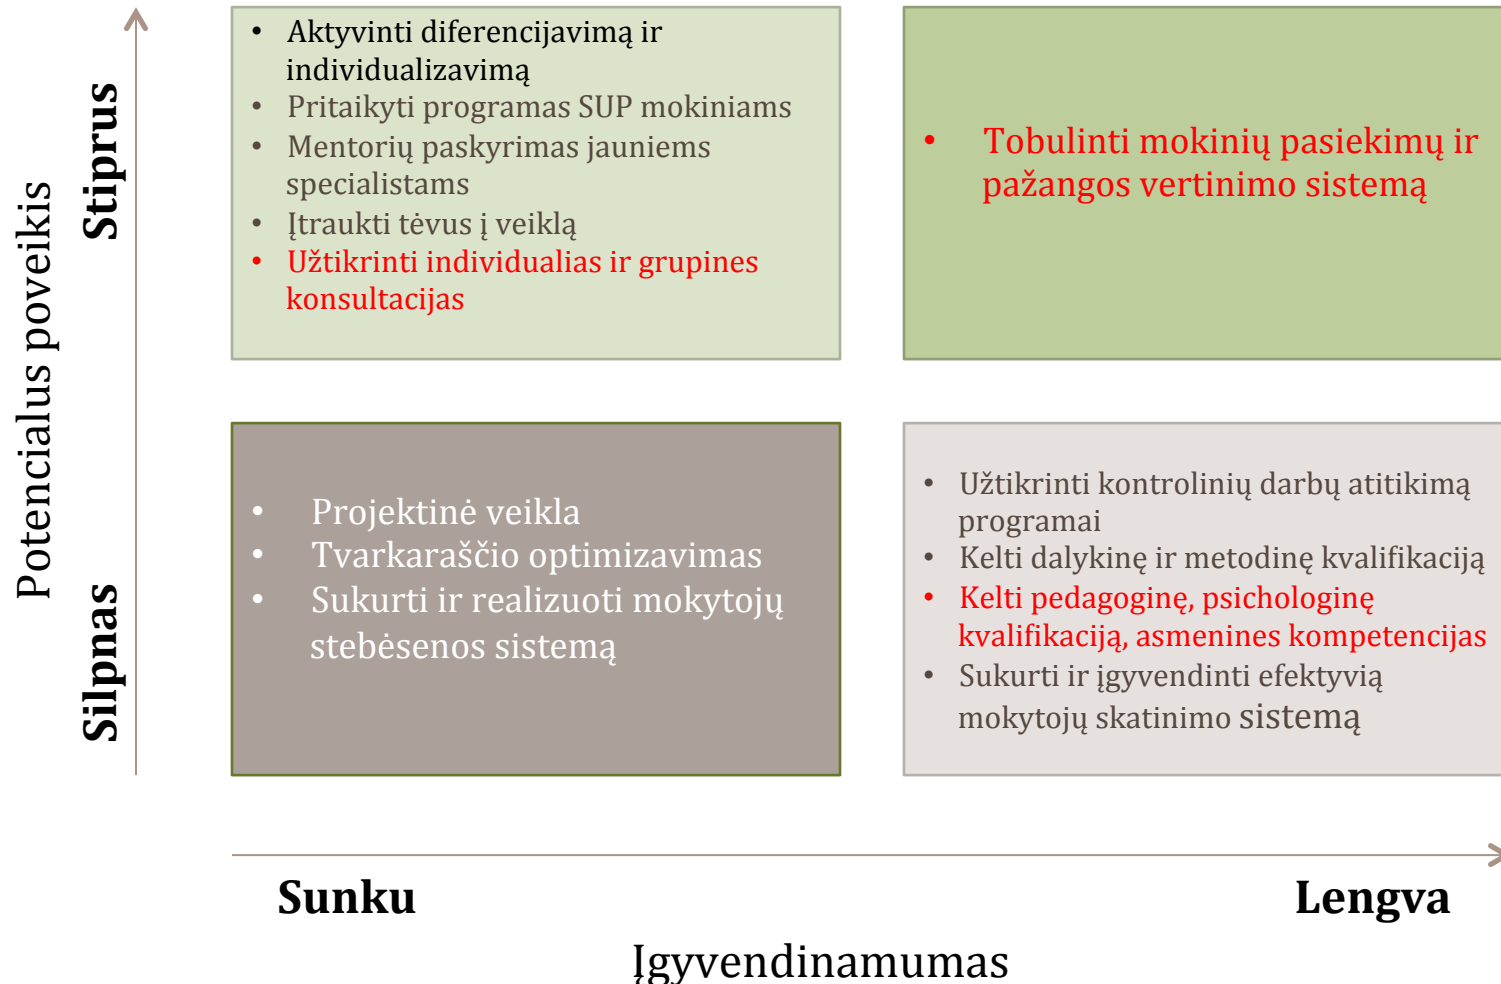 Potencialus poveikis
Stiprus
Silpnas
• Aktyvinti diferencijavimą ir
individualizavimą
• Pritaikyti programas SUP mokiniams
• Mentorių paskyrimas jauniems
specialistams
• Įtraukti tėvus į veiklą
• Užtikrinti individualias ir grupines
konsultacijas
• Tobulinti mokinių pasiekimų ir
pažangos vertinimo sistemą
• Projektinė veikla
• Tvarkaraščio optimizavimas
• Sukurti ir realizuoti mokytojų
stebėsenos sistemą
• Užtikrinti kontrolinių darbų atitikimą
programai
• Kelti dalykinę ir metodinę kvalifikaciją
• Kelti pedagoginę, psichologinę
kvalifikaciją, asmenines kompetencijas
• Sukurti ir įgyvendinti efektyvią
mokytojų skatinimo sistemą
Sunku
Lengva
Įgyvendinamumas